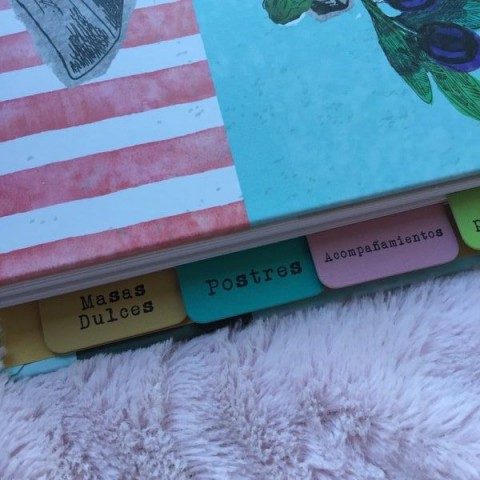 Masas
Dulces
Postres
Acompañamientos